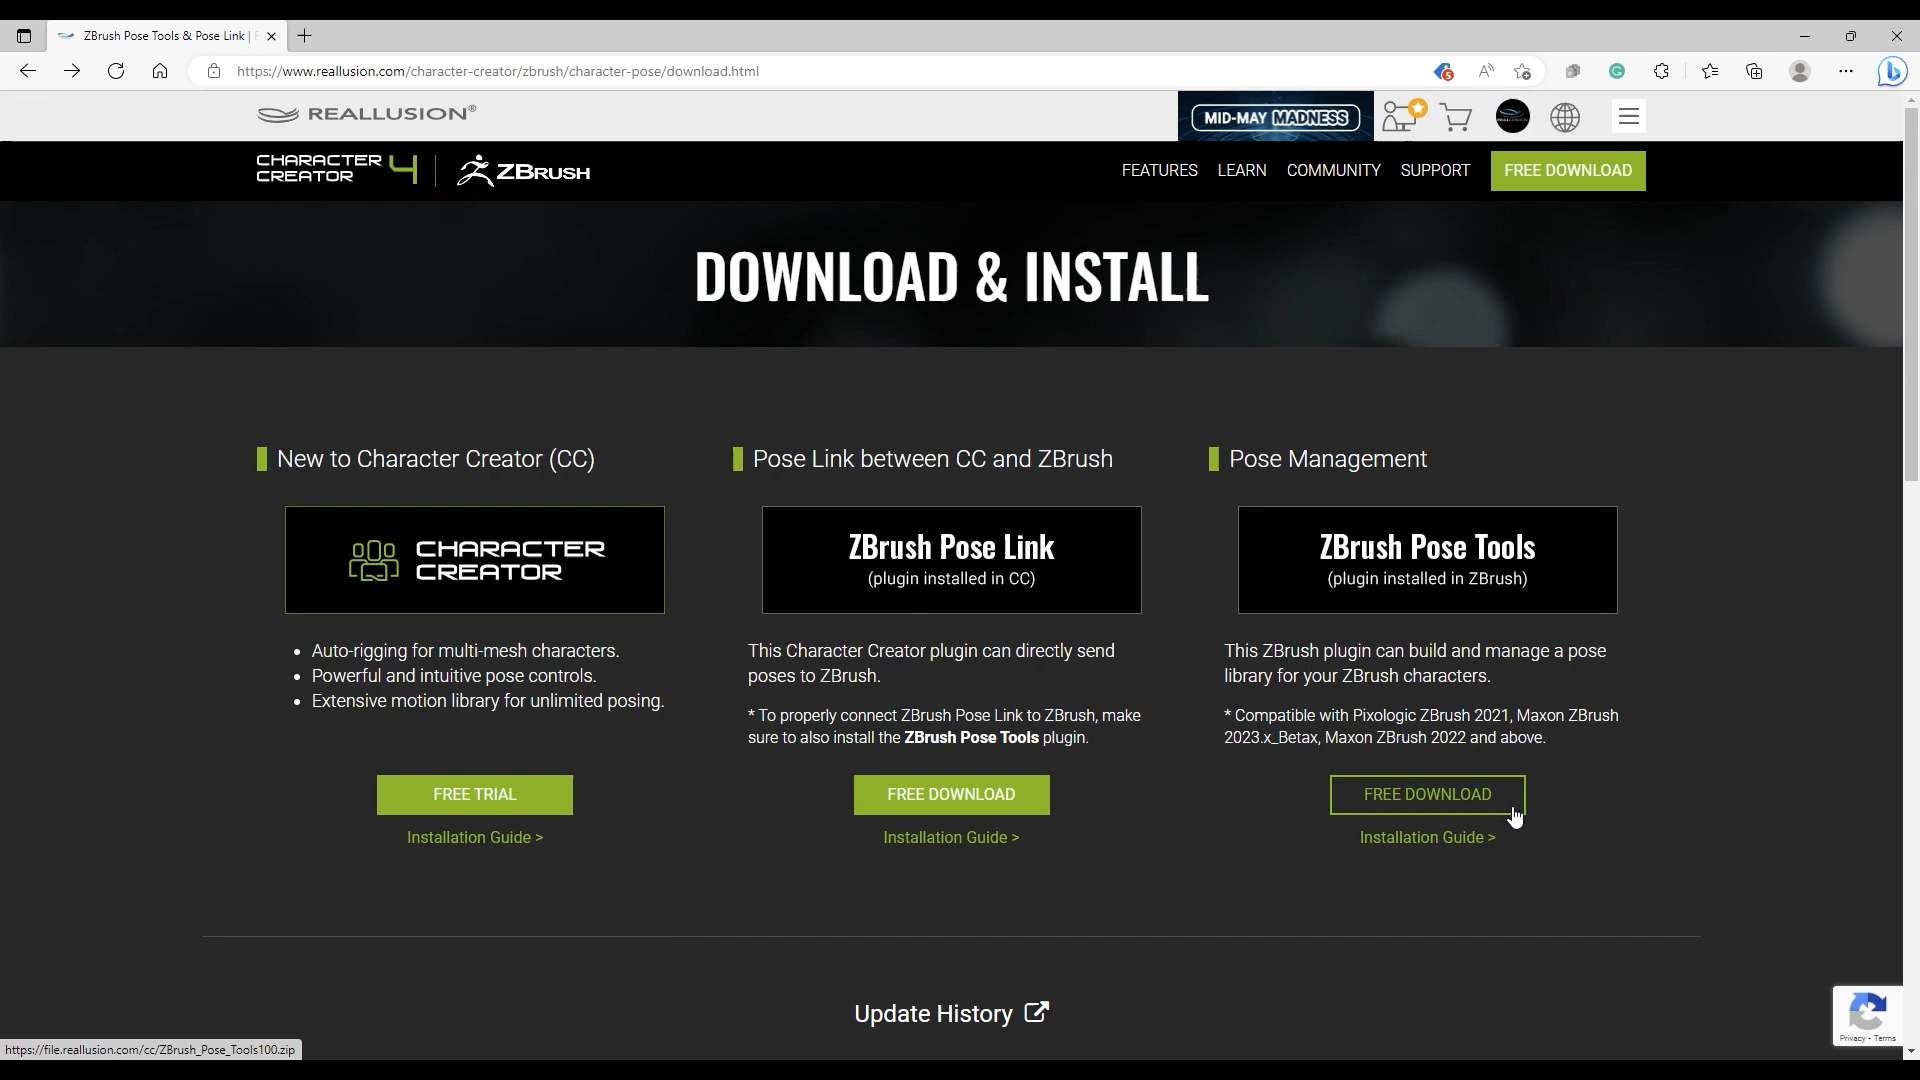 ZBrush Pose Tools & Pose Link |
https://www.reallusion.com/character-creator/zbrush/character-pose/download.html
REALLUSION®
MID-MAY MADNESS
CHARACTER CREATOR 4
ZBRUSH
FEATURES LEARN COMMUNITY SUPPORT FREE DOWNLOAD
DOWNLOAD & INSTALL
New to Character Creator (CC)
CHARACTER
CREATOR
• Auto-rigging for multi-mesh characters.
• Powerful and intuitive pose controls.
• Extensive motion library for unlimited posing.
FREE TRIAL
Installation Guide >
Pose Link between CC and ZBrush
ZBrush Pose Link
(plugin installed in CC)
This Character Creator plugin can directly send
poses to ZBrush.
* To properly connect ZBrush Pose Link to ZBrush, make
sure to also install the ZBrush Pose Tools plugin.
FREE DOWNLOAD
Installation Guide >
Pose Management
ZBrush Pose Tools
(plugin installed in ZBrush)
This ZBrush plugin can build and manage a pose
library for your ZBrush characters.
* Compatible with Pixologic ZBrush 2021, Maxon ZBrush
2023.x_Betax, Maxon ZBrush 2022 and above.
FREE DOWNLOAD
Installation Guide >
Update History
Privacy - Terms
https://file.reallusion.com/cc/ZBrush_Pose_Tools100.zip